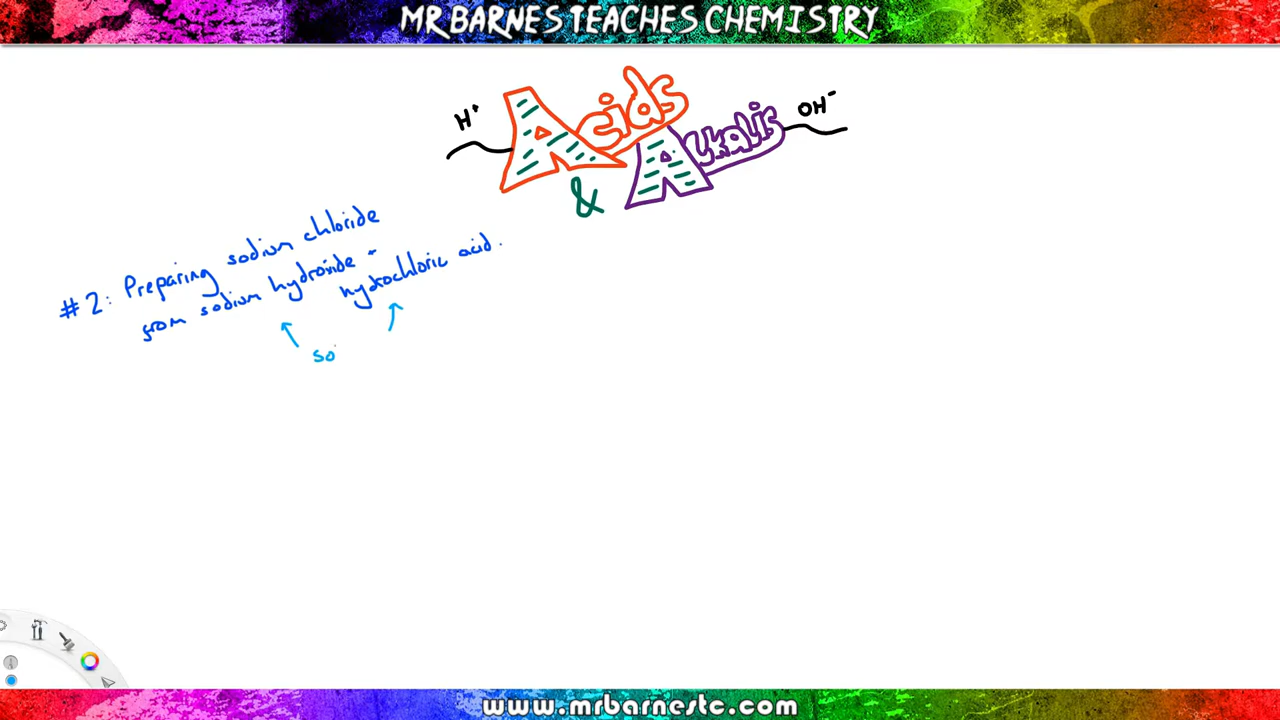 MR BARNES TEACHES CHEMISTRY
H+
Acids
OH-
&
Alkalis
#2: Preparing sodium chloride
from sodium hydroxide +
hydrochloric acid.
so
www.mrbarnestc.com